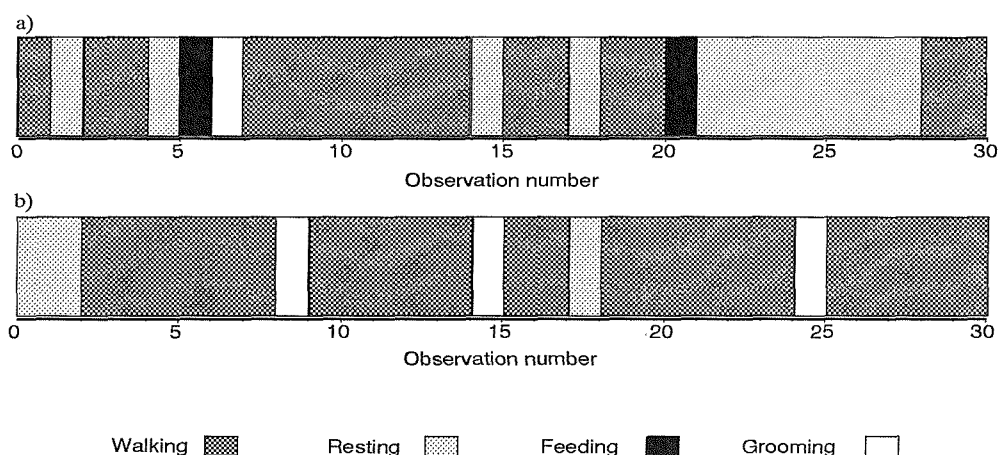 a)
0 5 10 15 20 25 30
Observation number
b)
0 5 10 15 20 25 30
Observation number
Walking Resting Feeding Grooming